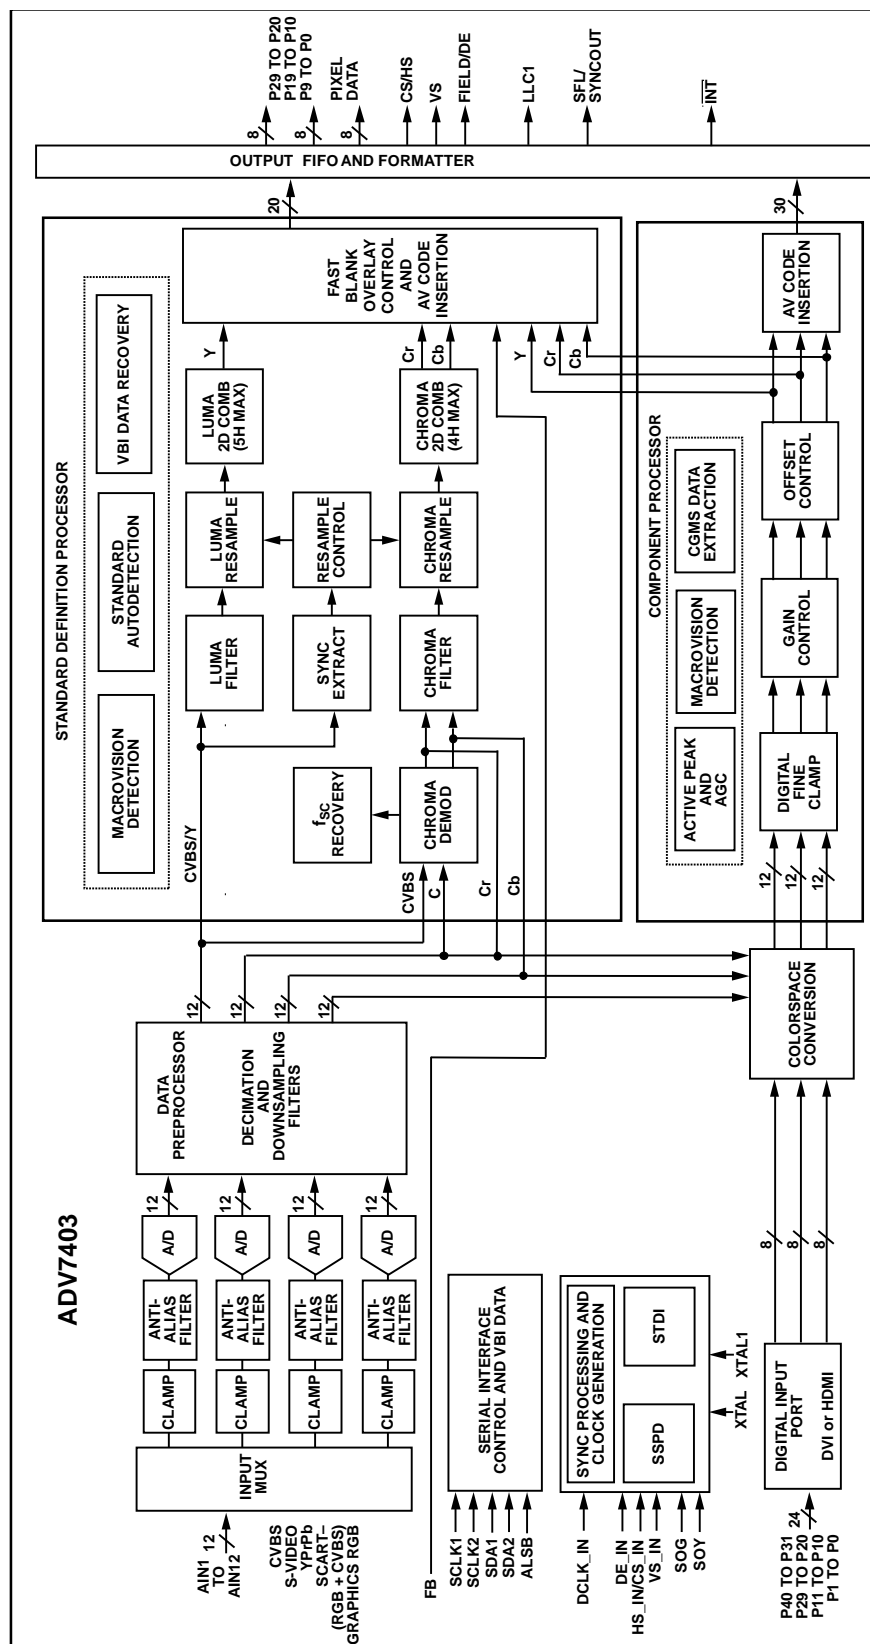 ADV7403
AIN1
TO
AIN12
12
CVBS
S-VIDEO
YPrPb
SCART–
(RGB + CVBS)
GRAPHICS RGB
INPUT
MUX
CLAMP
ANTI-
ALIAS
FILTER
A/D
12
CLAMP
ANTI-
ALIAS
FILTER
A/D
12
CLAMP
ANTI-
ALIAS
FILTER
A/D
12
CLAMP
ANTI-
ALIAS
FILTER
A/D
12
DATA
PREPROCESSOR
DECIMATION
AND
DOWNSAMPLING
FILTERS
12
12
12
12
STANDARD DEFINITION PROCESSOR
MACROVISION
DETECTION
STANDARD
AUTODETECTION
VBI DATA RECOVERY
CVBS/Y
LUMA
FILTER
LUMA
RESAMPLE
LUMA
2D COMB
(5H MAX)
Y
SYNC
EXTRACT
RESAMPLE
CONTROL
fSC
RECOVERY
CVBS
C
CHROMA
DEMOD
CHROMA
FILTER
CHROMA
RESAMPLE
CHROMA
2D COMB
(4H MAX)
Cr
Cb
Cr
Cb
FAST
BLANK
OVERLAY
CONTROL
AND
AV CODE
INSERTION
20
Y
Cr
Cb
FB
SCLK1
SCLK2
SDA1
SDA2
ALSB
SERIAL INTERFACE
CONTROL AND VBI DATA
DCLK_IN
DE_IN
HS_IN/CS_IN
VS_IN
SOG
SOY
SYNC PROCESSING AND
CLOCK GENERATION
SSPD
STDI
XTAL
XTAL1
P40 TO P31
P29 TO P20
P11 TO P10
P1 TO P0
24
DIGITAL INPUT
PORT
DVI or HDMI
8
8
8
COLORSPACE
CONVERSION
12
12
12
COMPONENT PROCESSOR
ACTIVE PEAK
AND
AGC
MACROVISION
DETECTION
CGMS DATA
EXTRACTION
DIGITAL
FINE
CLAMP
GAIN
CONTROL
OFFSET
CONTROL
AV CODE
INSERTION
30
OUTPUT FIFO AND FORMATTER
8
8
8
P29 TO P20
P19 TO P10
P9 TO P0
PIXEL
DATA
CS/HS
VS
FIELD/DE
LLC1
SFL/
SYNCOUT
INT